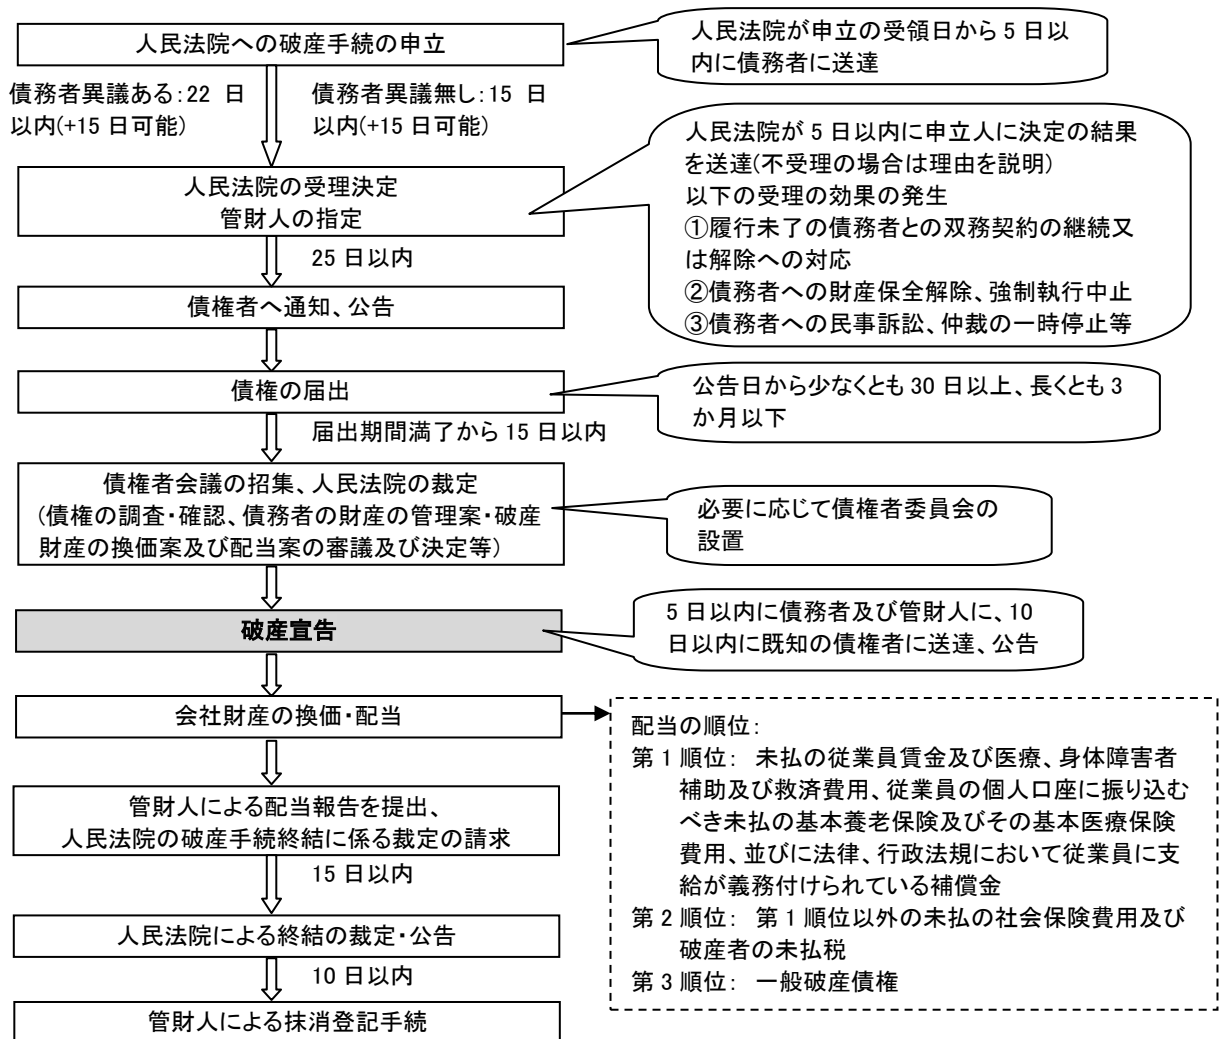 人民法院への破産手続の申立
人民法院が申立の受領日から 5 日以
内に債務者に送達
債務者異議ある：22 日
以内(+15 日可能)
債務者異議無し：15 日
以内(+15 日可能)
人民法院の受理決定
管財人の指定
人民法院が 5 日以内に申立人に決定の結果
を送達(不受理の場合は理由を説明)
以下の受理の効果の発生
①履行未了の債務者との双務契約の継続又
は解除への対応
②債務者への財産保全解除、強制執行中止
③債務者への民事訴訟、仲裁の一時停止等
25 日以内
債権者へ通知、公告
債権の届出
公告日から少なくとも 30 日以上、長くとも 3
か月以下
届出期間満了から 15 日以内
債権者会議の招集、人民法院の裁定
(債権の調査・確認、債務者の財産の管理案・破産
財産の換価案及び配当案の審議及び決定等)
必要に応じて債権者委員会の
設置
破産宣告
5 日以内に債務者及び管財人に、10
日以内に既知の債権者に送達、公告
会社財産の換価・配当
配当の順位：
第 1 順位： 未払の従業員賃金及び医療、身体障害者
補助及び救済費用、従業員の個人口座に振り込む
べき未払の基本養老保険及びその基本医療保険
費用、並びに法律、行政法規において従業員に支
給が義務付けられている補償金
第 2 順位： 第 1 順位以外の未払の社会保険費用及び
破産者の未払税
第 3 順位： 一般破産債権
管財人による配当報告を提出、
人民法院の破産手続終結に係る裁定の請求
15 日以内
人民法院による終結の裁定・公告
10 日以内
管財人による抹消登記手続